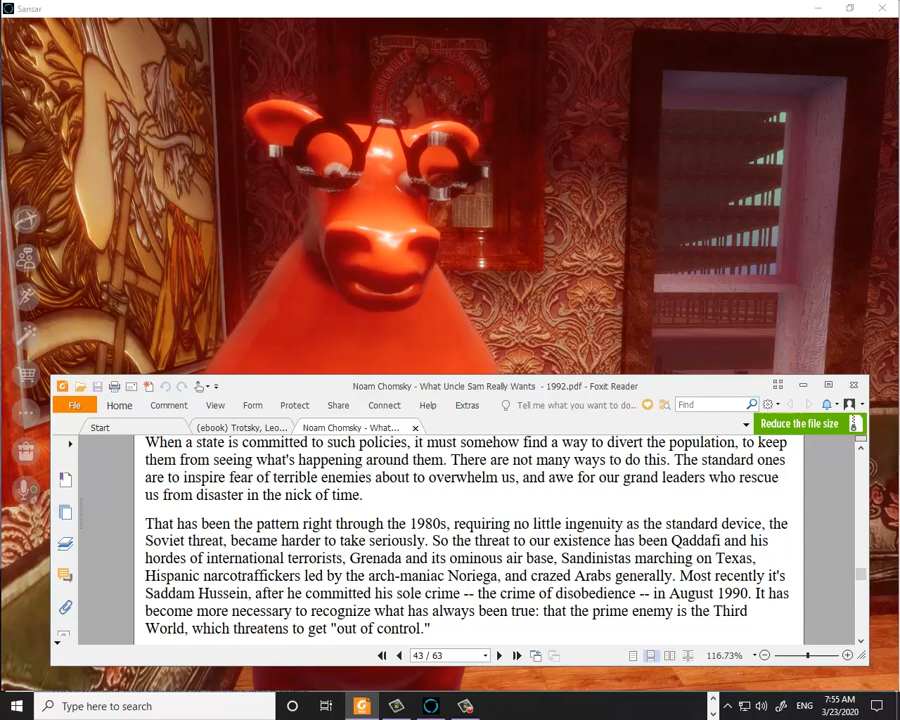 Sansar
Noam Chomsky - What Uncle Sam Really Wants - 1992.pdf - Foxit Reader
File Home Comment View Form Protect Share Connect Help Extras Tell me what you want to do.. Find
Start (ebook) Trotsky, Leo... Noam Chomsky - What... Reduce the file size
When a state is committed to such policies, it must somehow find a way to divert the population, to keep
them from seeing what's happening around them. There are not many ways to do this. The standard ones
are to inspire fear of terrible enemies about to overwhelm us, and awe for our grand leaders who rescue
us from disaster in the nick of time.
That has been the pattern right through the 1980s, requiring no little ingenuity as the standard device, the
Soviet threat, became harder to take seriously. So the threat to our existence has been Qaddafi and his
hordes of international terrorists, Grenada and its ominous air base, Sandinistas marching on Texas,
Hispanic narcotraffickers led by the arch-maniac Noriega, and crazed Arabs generally. Most recently it's
Saddam Hussein, after he committed his sole crime -- the crime of disobedience -- in August 1990. It has
become more necessary to recognize what has always been true: that the prime enemy is the Third
World, which threatens to get "out of control."
43 / 63 116.73%
Type here to search ENG 7:55 AM
3/23/2020